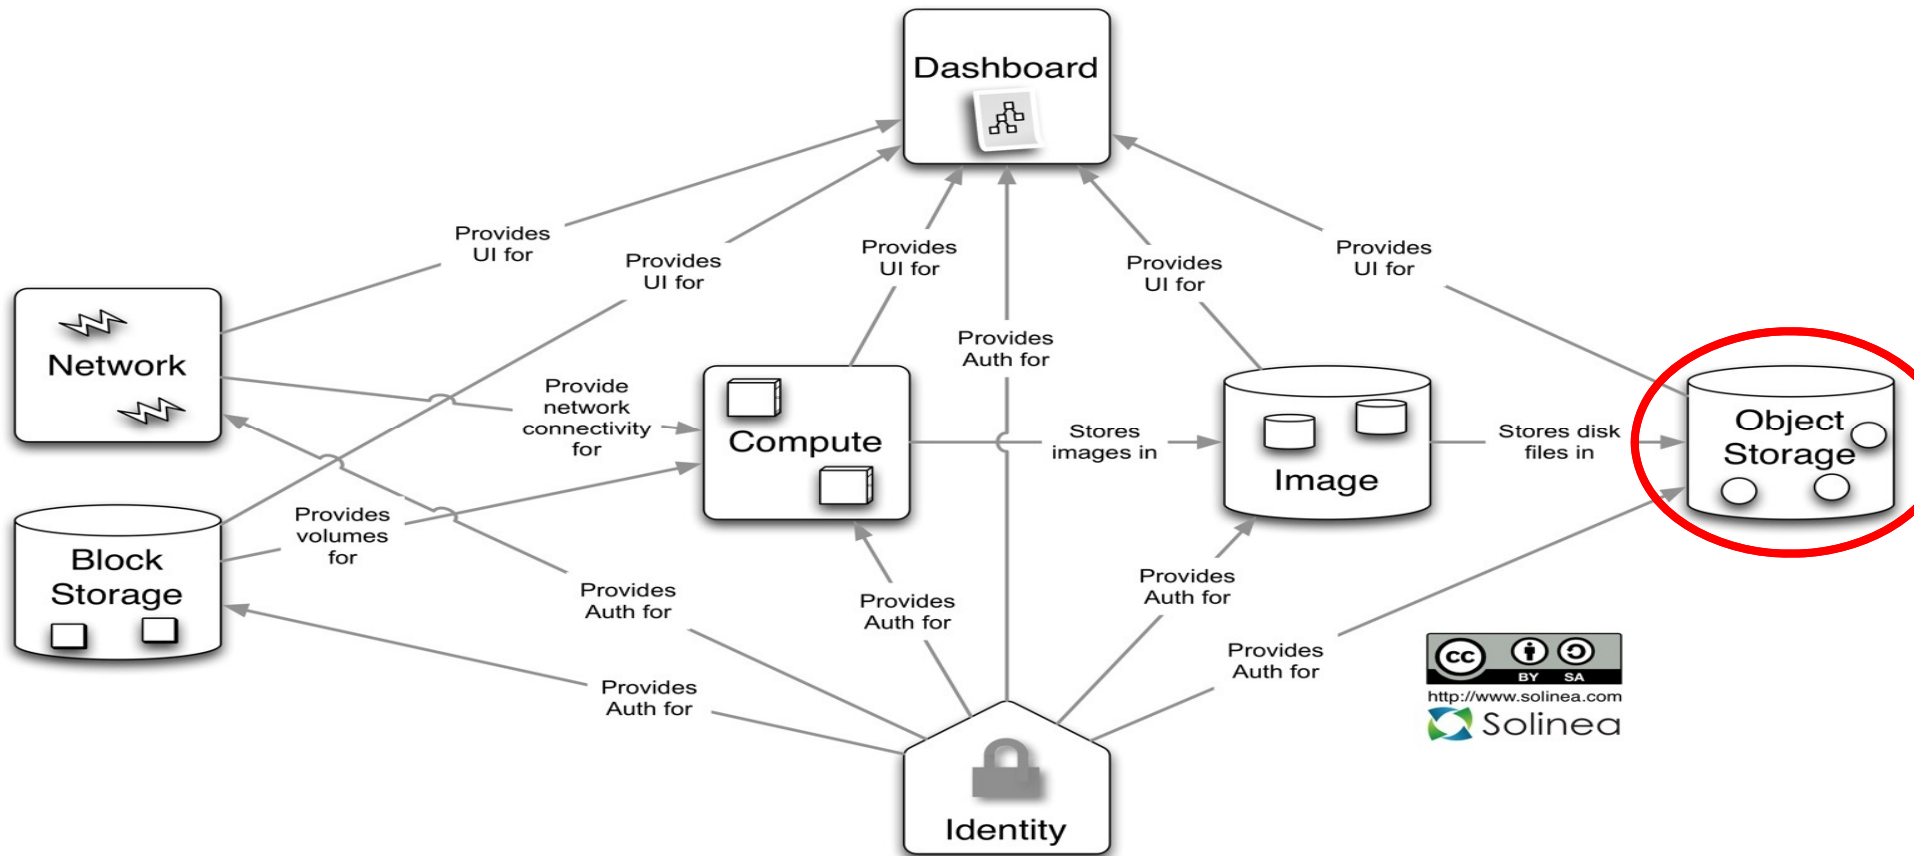 Dashboard
Provides
UI for
Provides
UI for
Provides
UI for
Provides
UI for
Provides
UI for
Provides
Auth for
Network
Provide
network
connectivity
for
Compute
Stores
images in
Image
Stores disk
files in
Object
Storage
Block
Storage
Provides
volumes
for
Provides
Auth for
Provides
Auth for
Provides
Auth for
Provides
Auth for
Provides
Auth for
Identity
cc
BY SA
http://www.solinea.com
Solinea